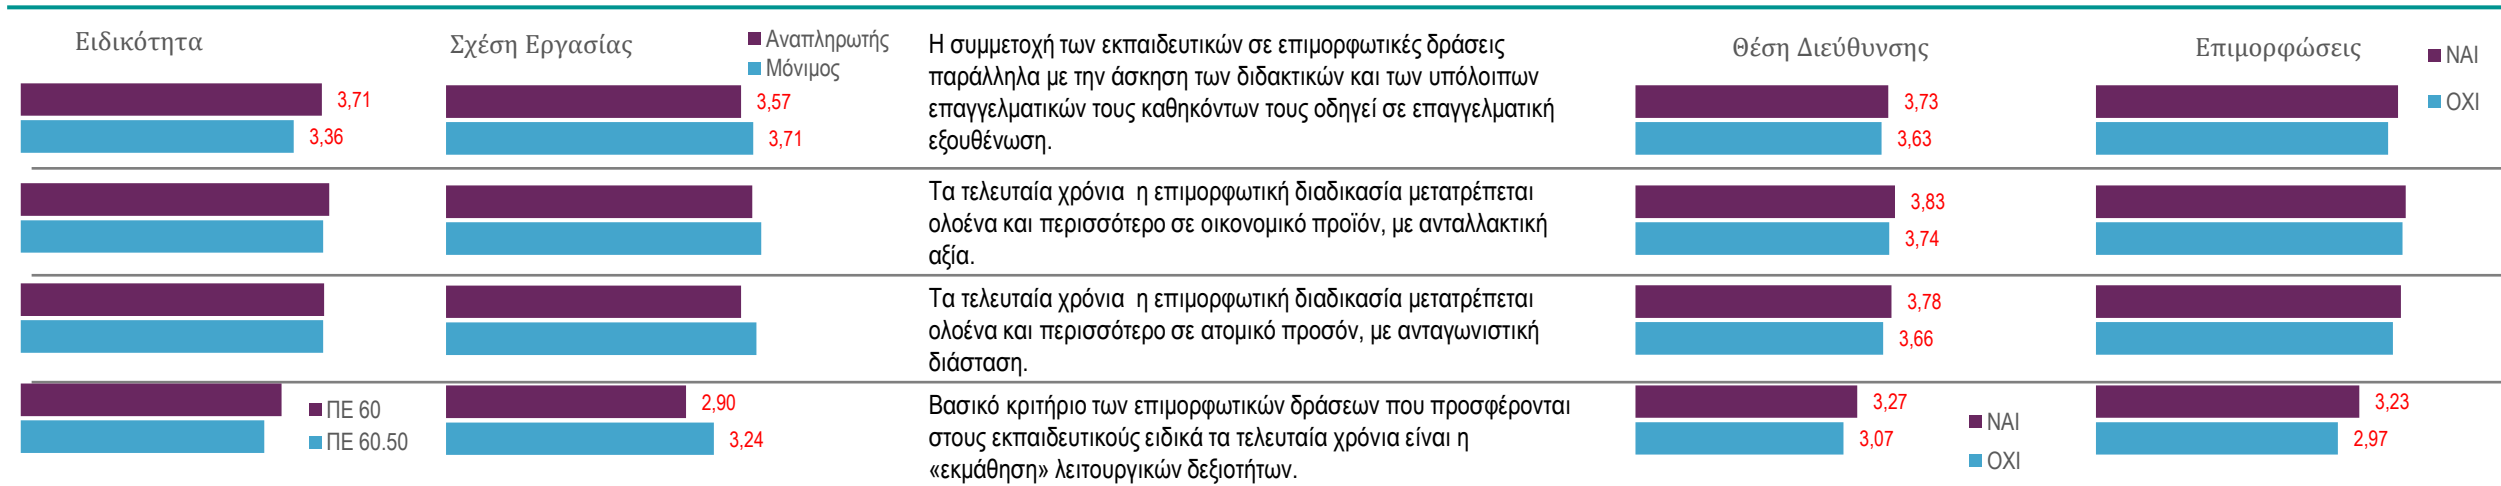 Ειδικότητα
3,71
3,36
ΠΕ 60
ΠΕ 60.50
Σχέση Εργασίας
Αναπληρωτής
Μόνιμος
3,57
3,71
2,90
3,24
Η συμμετοχή των εκπαιδευτικών σε επιμορφωτικές δράσεις
παράλληλα με την άσκηση των διδακτικών και των υπόλοιπων
επαγγελματικών τους καθηκόντων τους οδηγεί σε επαγγελματική
εξουθένωση.
Τα τελευταία χρόνια η επιμορφωτική διαδικασία μετατρέπεται
ολοένα και περισσότερο σε οικονομικό προϊόν, με ανταλλακτική
αξία.
Τα τελευταία χρόνια η επιμορφωτική διαδικασία μετατρέπεται
ολοένα και περισσότερο σε ατομικό προσόν, με ανταγωνιστική
διάσταση.
Βασικό κριτήριο των επιμορφωτικών δράσεων που προσφέρονται
στους εκπαιδευτικούς ειδικά τα τελευταία χρόνια είναι η
«εκμάθηση» λειτουργικών δεξιοτήτων.
Θέση Διεύθυνσης
3,73
3,63
3,83
3,74
3,78
3,66
3,27
3,07
ΝΑΙ
ΟΧΙ
Επιμορφώσεις
ΝΑΙ
ΟΧΙ
3,23
2,97